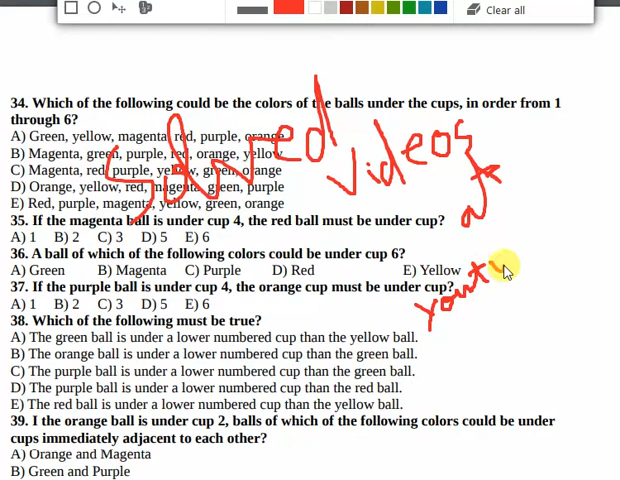 Clear all
34. Which of the following could be the colors of the balls under the cups, in order from 1
through 6?
A) Green, yellow, magenta, red, purple, orange
B) Magenta, green, purple, red, orange, yellow
C) Magenta, red, purple, yellow, green, orange
D) Orange, yellow, red, magenta, green, purple
E) Red, purple, magenta, yellow, green, orange
35. If the magenta ball is under cup 4, the red ball must be under cup?
A) 1 B) 2 C) 3 D) 5 E) 6
36. A ball of which of the following colors could be under cup 6?
A) Green B) Magenta C) Purple D) Red E) Yellow
37. If the purple ball is under cup 4, the orange cup must be under cup?
A) 1 B) 2 C) 3 D) 5 E) 6
38. Which of the following must be true?
A) The green ball is under a lower numbered cup than the yellow ball.
B) The orange ball is under a lower numbered cup than the green ball.
C) The purple ball is under a lower numbered cup than the green ball.
D) The purple ball is under a lower numbered cup than the red ball.
E) The red ball is under a lower numbered cup than the yellow ball.
39. I the orange ball is under cup 2, balls of which of the following colors could be under
cups immediately adjacent to each other?
A) Orange and Magenta
B) Green and Purple
Solved
videos